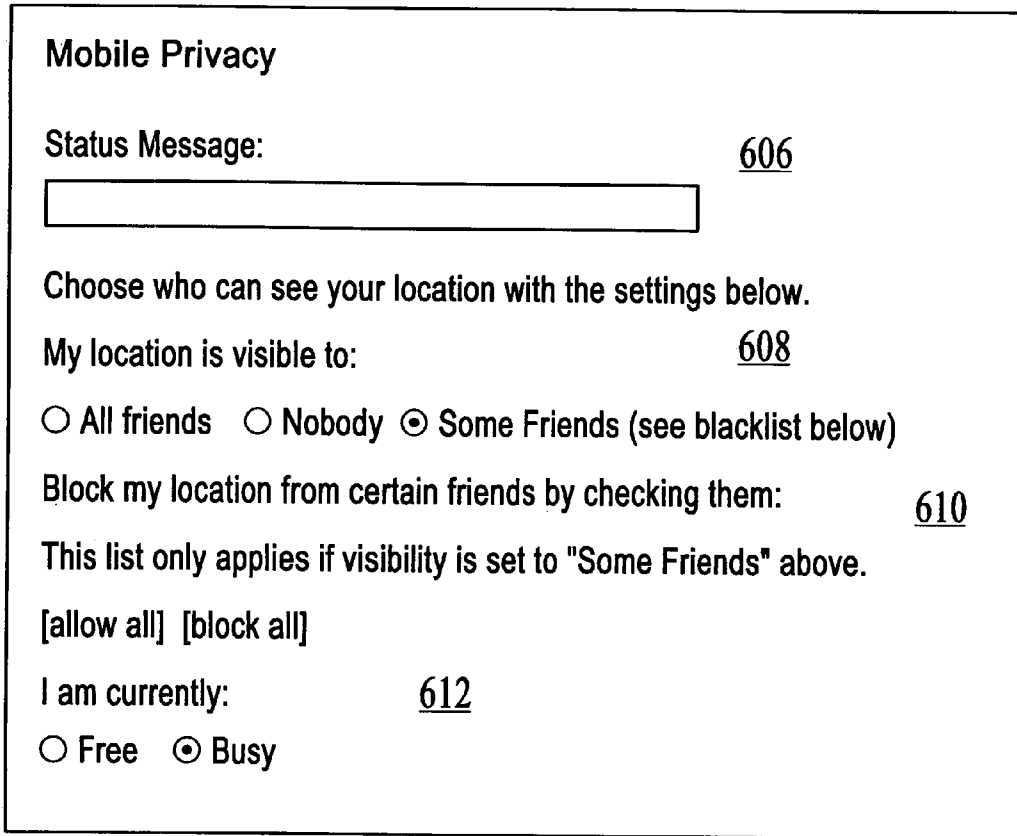 Mobile Privacy
Status Message: 606
Choose who can see your location with the settings below.
My location is visible to: 608
All friends Nobody Some Friends (see blacklist below)
Block my location from certain friends by checking them: 610
This list only applies if visibility is set to "Some Friends" above.
[allow all] [block all]
I am currently: 612
Free Busy